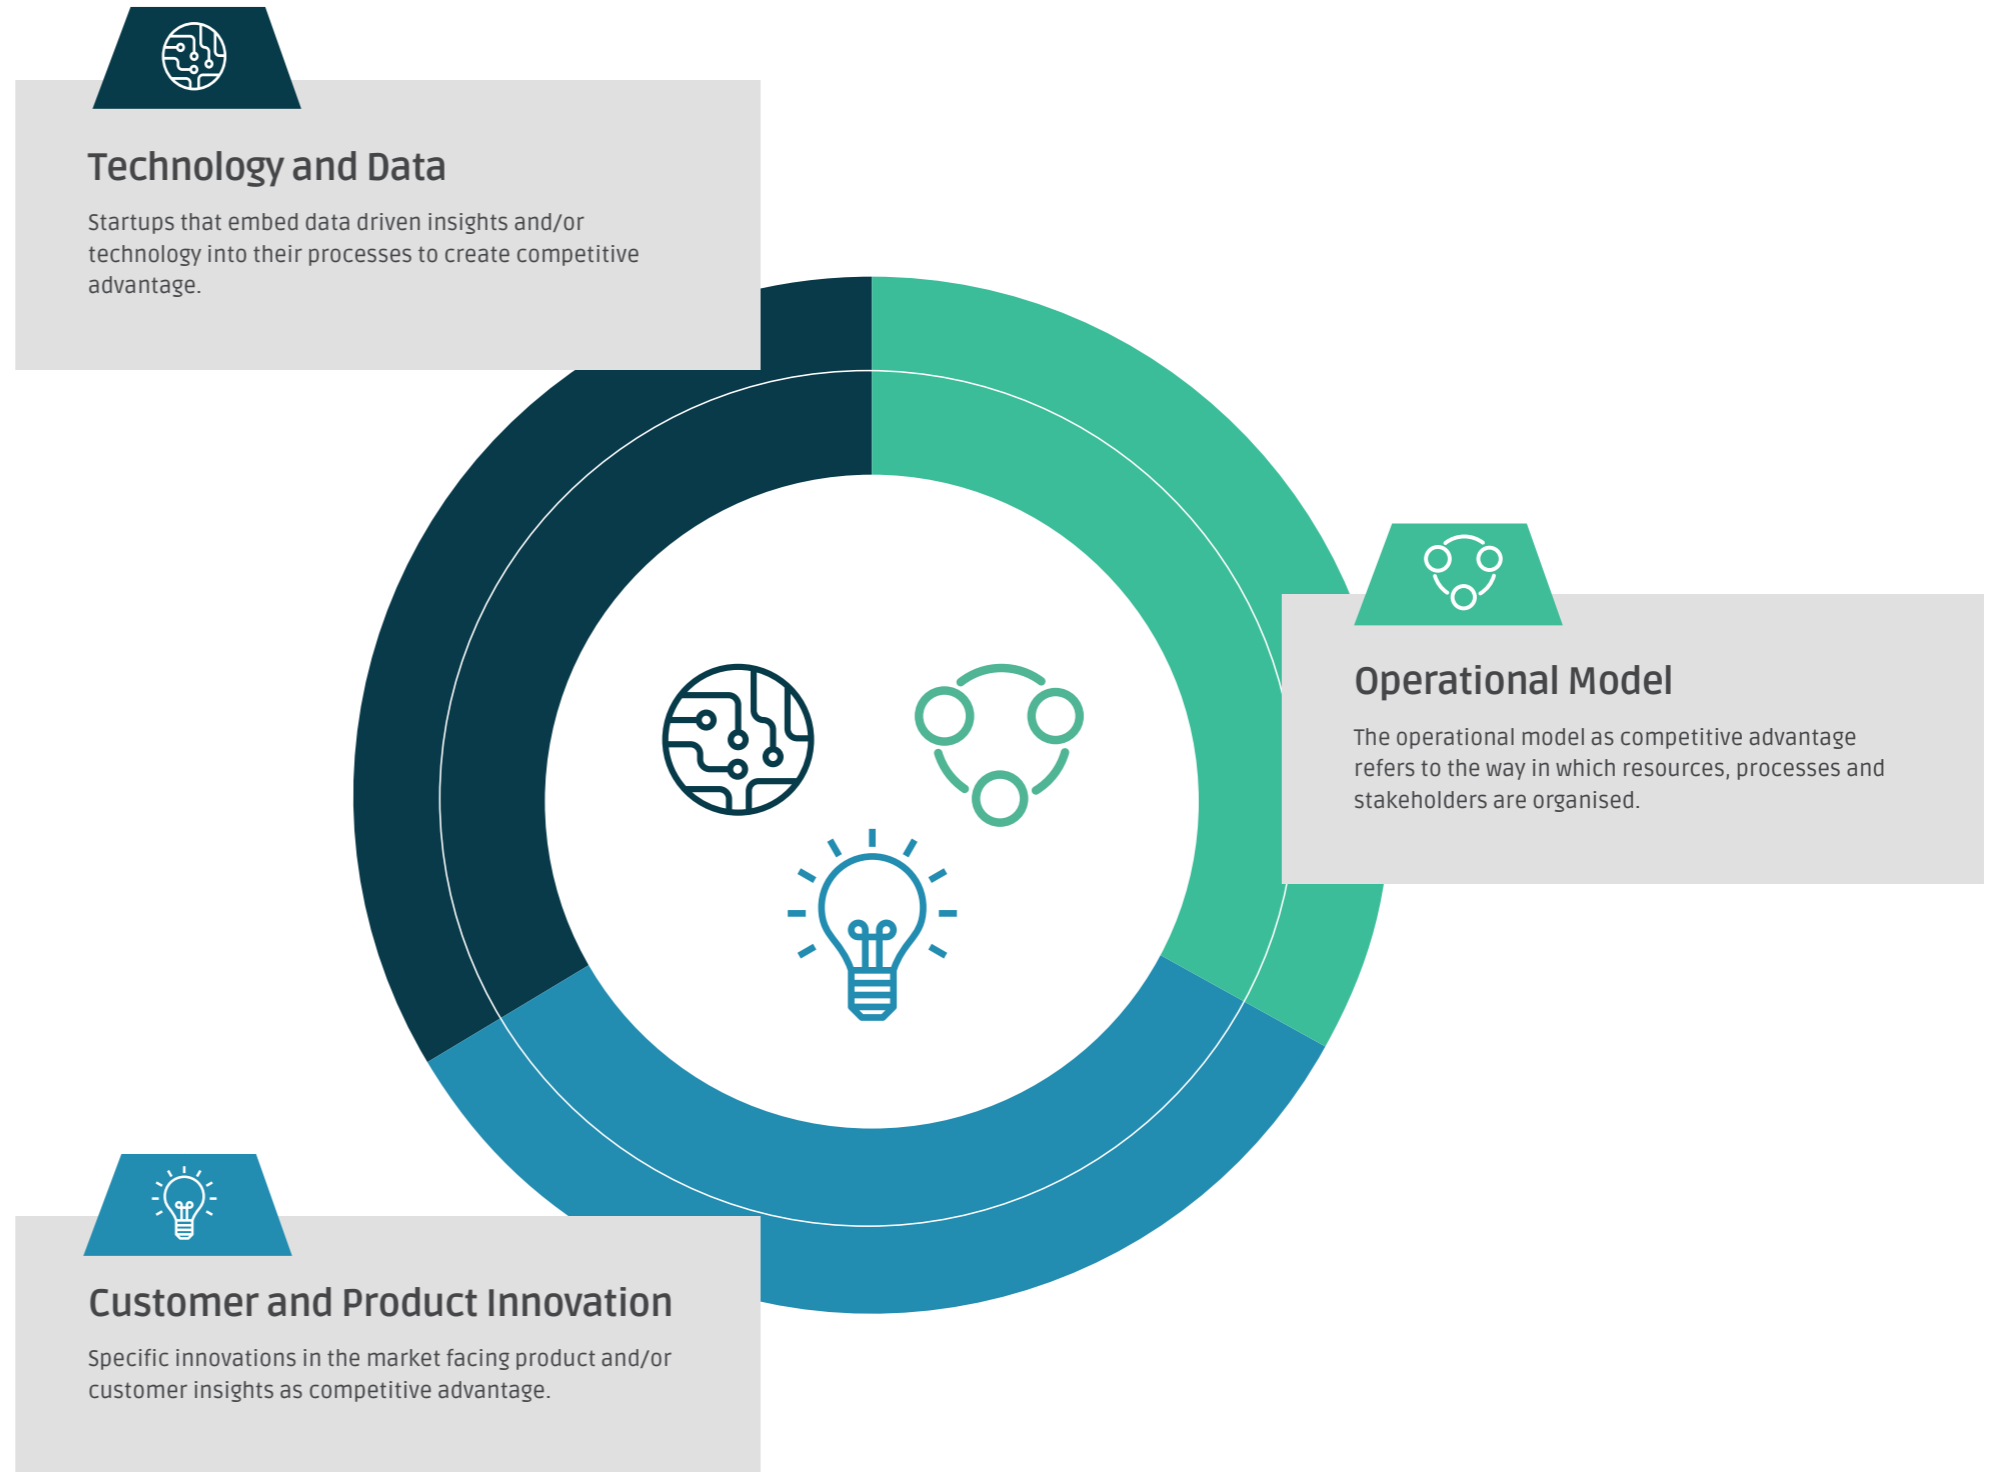 Technology and Data
Startups that embed data driven insights and/or
technology into their processes to create competitive
advantage.
Operational Model
The operational model as competitive advantage
refers to the way in which resources, processes and
stakeholders are organised.
Customer and Product Innovation
Specific innovations in the market facing product and/or
customer insights as competitive advantage.